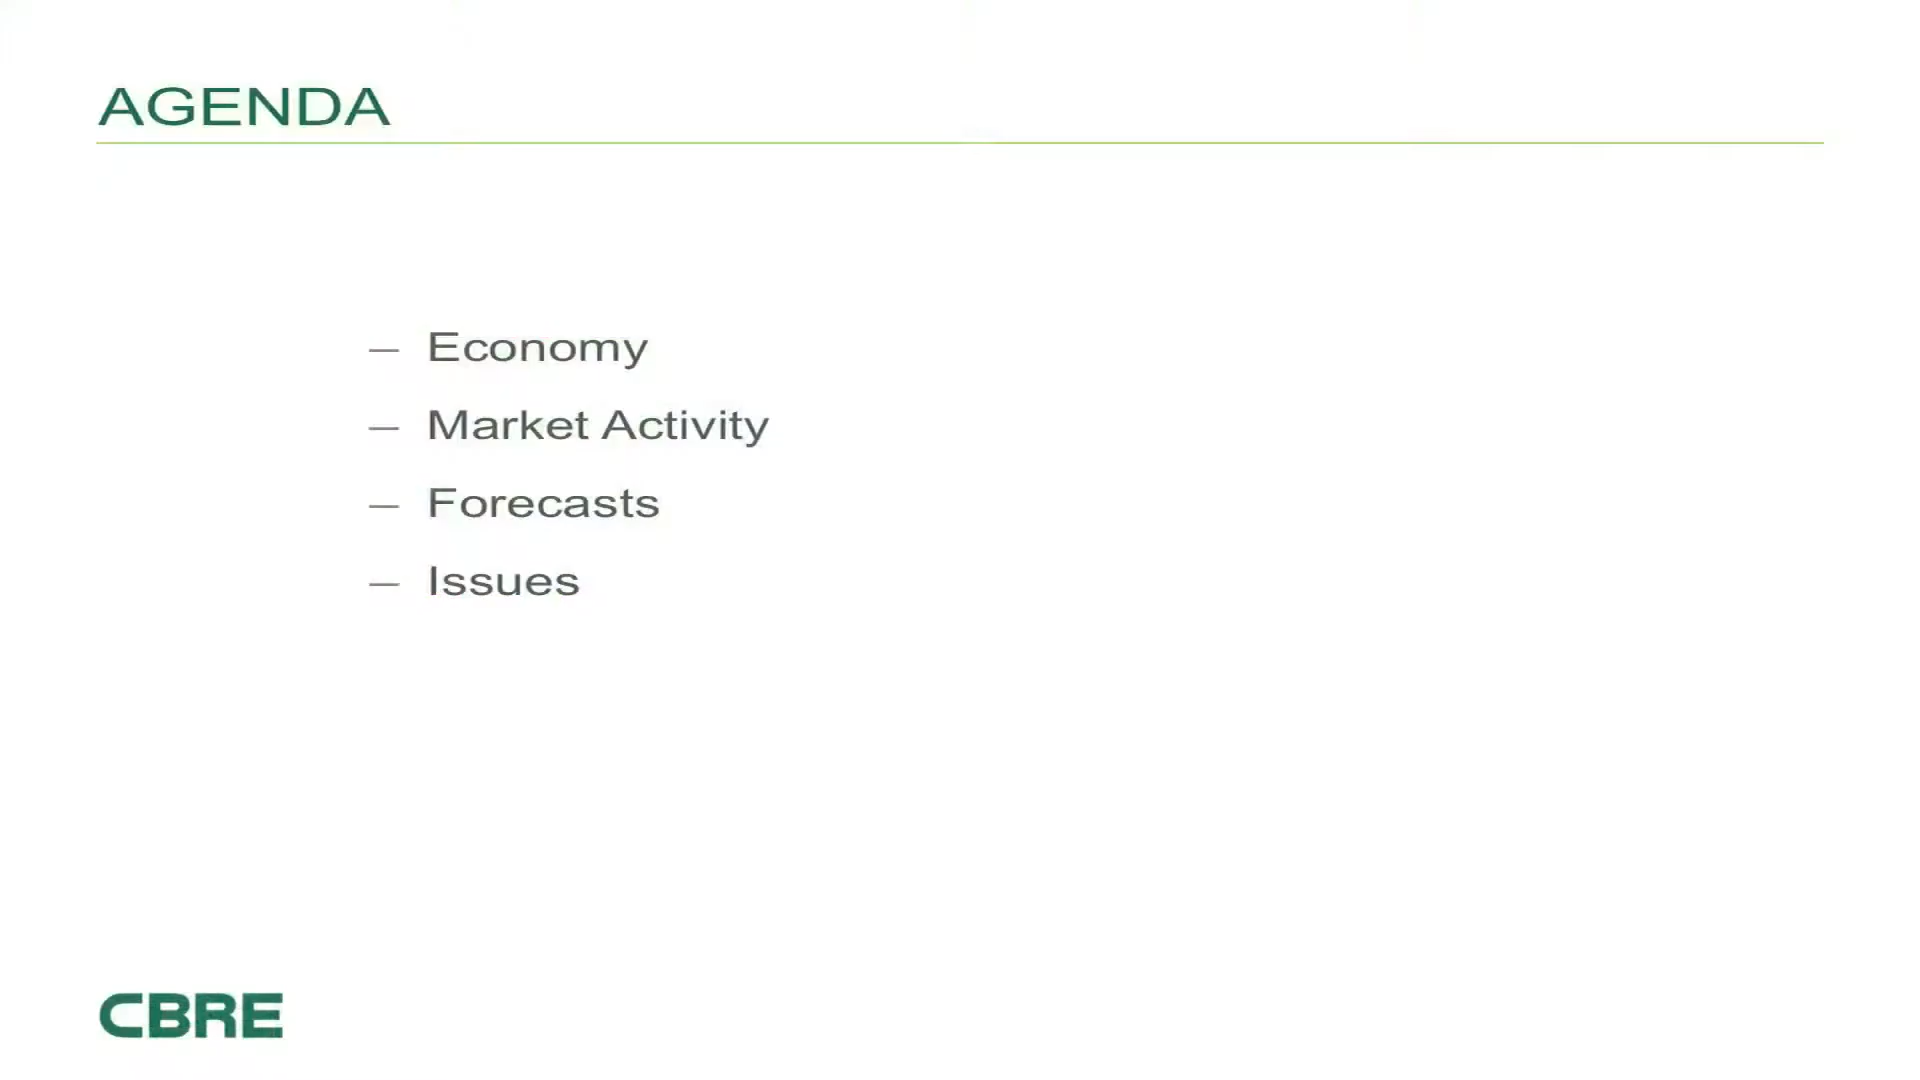 AGENDA
— Economy
— Market Activity
— Forecasts
— Issues
CBRE